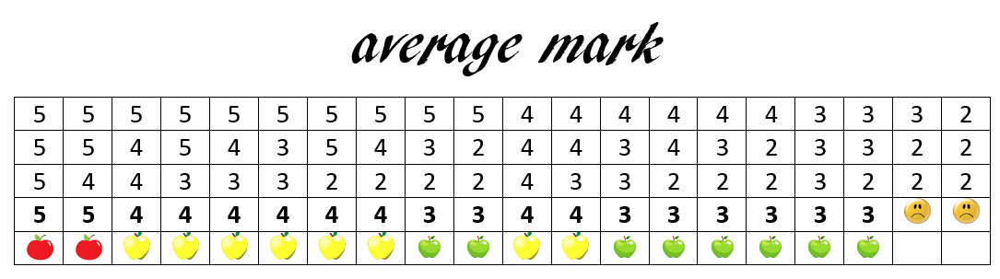 average mark
5 5 5 5 5 5 5 5 5 5 4 4 4 4 4 4 3 3 3 2
5 5 4 5 4 3 5 4 3 2 4 4 3 4 3 2 3 3 2 2
5 4 4 3 3 3 2 2 2 2 4 3 3 2 2 2 3 2 2 2
5 5 4 4 4 4 4 4 3 3 4 4 3 3 3 3 3 3